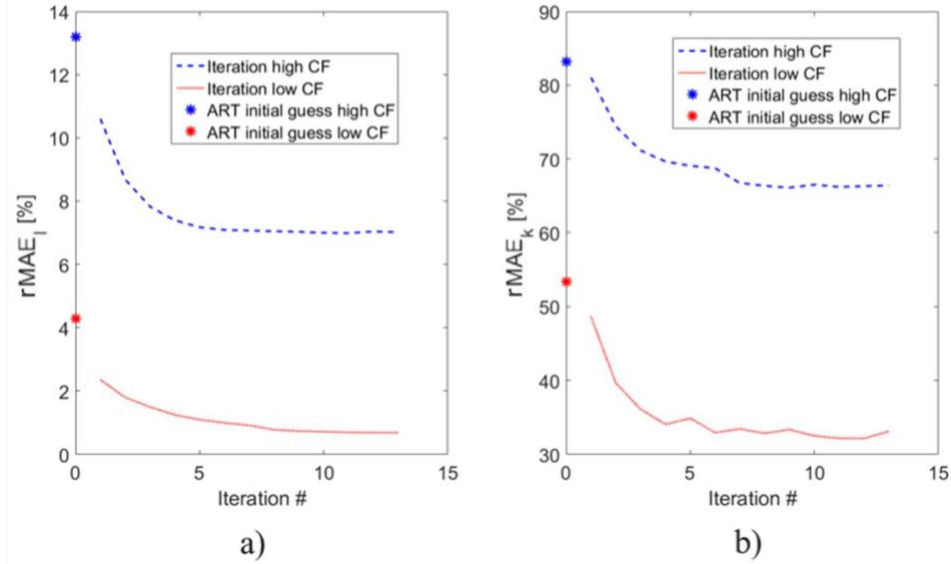 14
12
10
8
6
4
2
0
rMAE_l [%]
Iteration high CF
Iteration low CF
ART initial guess high CF
ART initial guess low CF
0
5
10
15
Iteration #
a)
90
80
70
60
50
40
30
rMAE_k [%]
Iteration high CF
Iteration low CF
ART initial guess high CF
ART initial guess low CF
0
5
10
15
Iteration #
b)